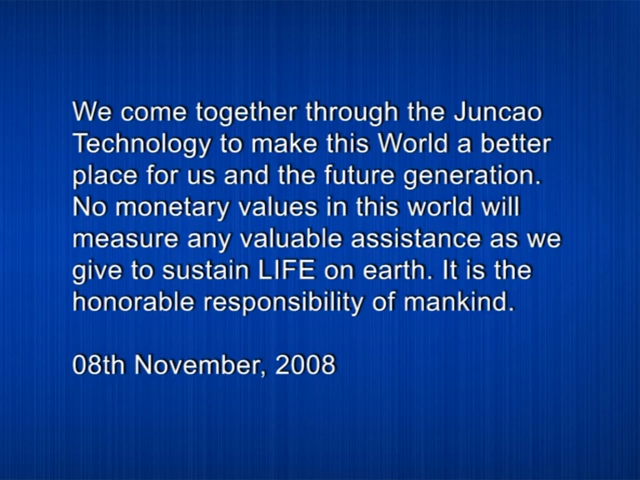 We come together through the Juncao
Technology to make this World a better
place for us and the future generation.
No monetary values in this world will
measure any valuable assistance as we
give to sustain LIFE on earth. It is the
honorable responsibility of mankind.
08th November, 2008